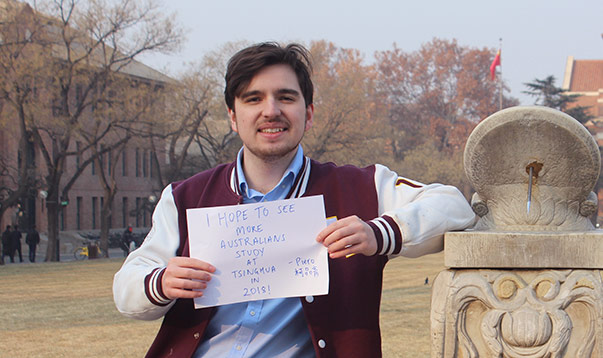 I HOPE TO SEE
MORE
AUSTRALIANS
STUDY
AT
TSINGHUA
IN
2018!